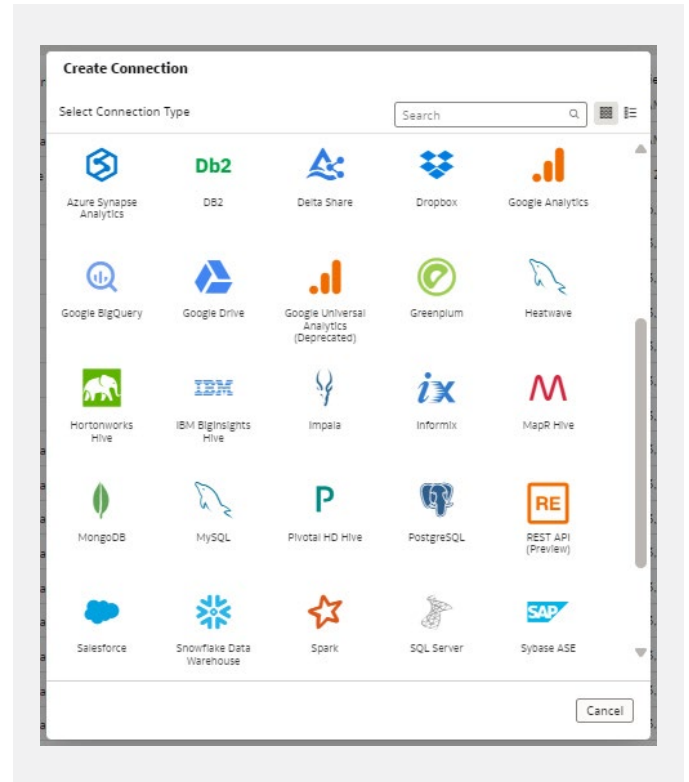 Create Connection
Select Connection Type
Search
Db2
Azure Synapse
Analytics
DB2
Delta Share
Dropbox
Google Analytics
Google BigQuery
Google Drive
Google Universal
Analytics
(Deprecated)
Greenplum
Heatwave
IBM
ix
Hortonworks
Hive
IBM BigInsights
Hive
Impala
Informix
MapR Hive
P
RE
MongoDB
MySQL
Pivotal HD Hive
PostgreSQL
REST API
(Preview)
SAP
Salesforce
Snowflake Data
Warehouse
Spark
SQL Server
Sybase ASE
Cancel